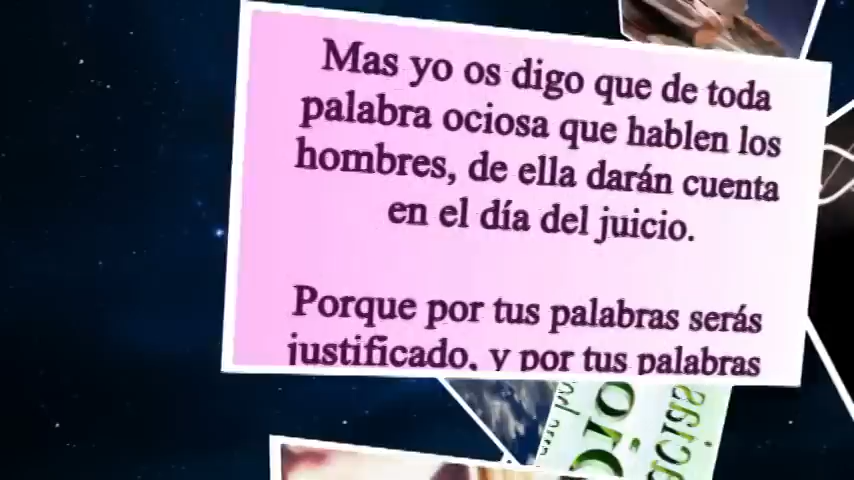 Mas yo os digo que de toda
palabra ociosa que hablen los
hombres, de ella darán cuenta
en el día del juicio.
Porque por tus palabras serás
justificado, y por tus palabras